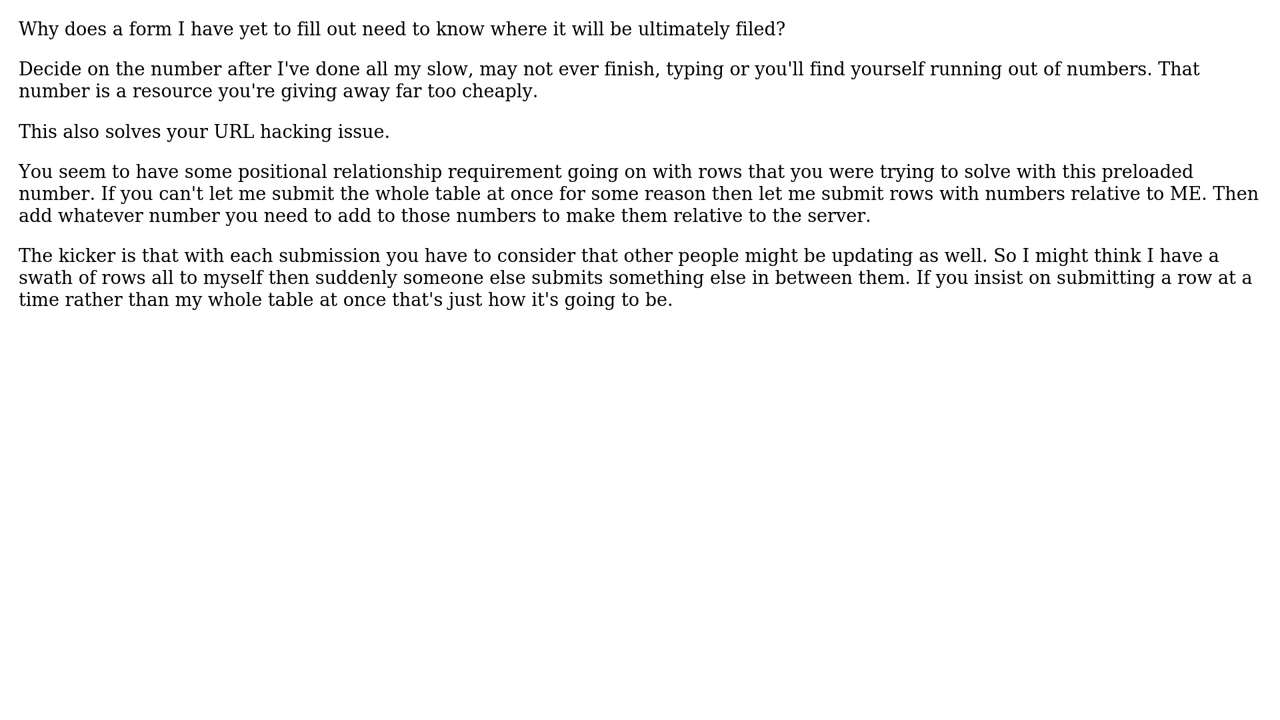 Why does a form I have yet to fill out need to know where it will be ultimately filed?
Decide on the number after I've done all my slow, may not ever finish, typing or you'll find yourself running out of numbers. That
number is a resource you're giving away far too cheaply.
This also solves your URL hacking issue.
You seem to have some positional relationship requirement going on with rows that you were trying to solve with this preloaded
number. If you can't let me submit the whole table at once for some reason then let me submit rows with numbers relative to ME. Then
add whatever number you need to add to those numbers to make them relative to the server.
The kicker is that with each submission you have to consider that other people might be updating as well. So I might think I have a
swath of rows all to myself then suddenly someone else submits something else in between them. If you insist on submitting a row at a
time rather than my whole table at once that's just how it's going to be.